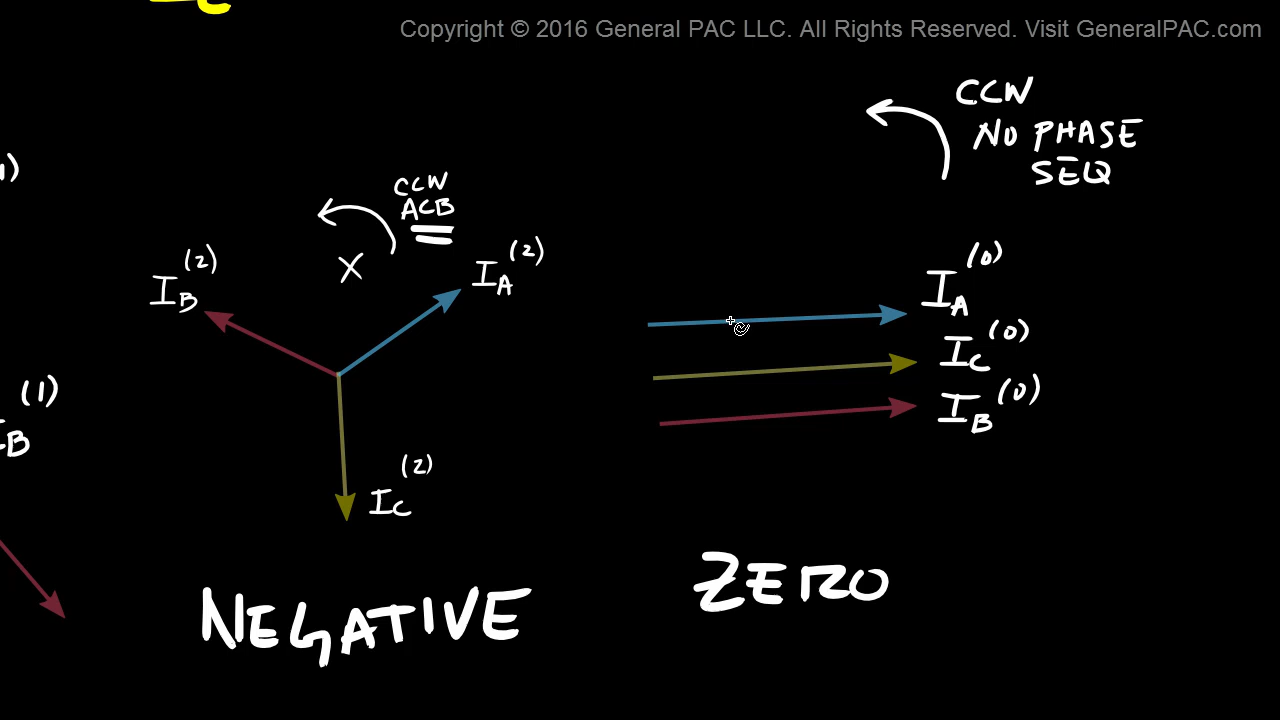 Copyright © 2016 General PAC LLC. All Rights Reserved. Visit GeneralPAC.com
CCW
NO PHASE
SEQ
CCW
ACB
X
I_B^(2)
I_A^(2)
I_C^(2)
I_A^(0)
I_C^(0)
I_B^(0)
(1)
B
NEGATIVE
ZERO